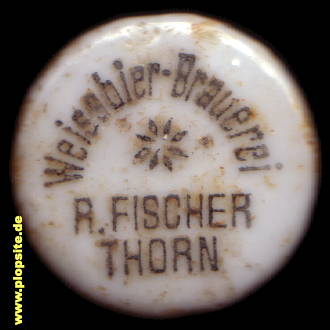 Weissbier-Brauerei
R. FISCHER
THORN
www.plopsite.de